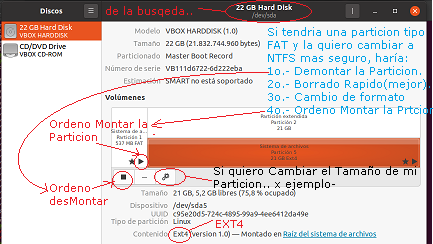 Discos
de la busqeda..
22 GB Hard Disk
/dev/sda
22 GB Hard Disk
VBOX HARDDISK
CD/DVD Drive
VBOX CD-ROM
Modelo VBOX HARDDISK (1.0)
Tamaño 22 GB (21.832.744.960 bytes)
Particionado Master Boot Record
Número de serie VB111d6732-6d222eba
Estimación SMART no está soportado
Si tendria una particion tipo
FAT y la quiero cambiar a
NTFS mas seguro, haría:
1o.- Demontar la Particion.
2o.- Borrado Rapido(mejor).
3o.- Cambio de formato
4o.- Ordeno Montar la Prtcion
Volúmenes
Ordeno Montar la
Particion
Sistema de a...
Partición 1
537 MB FAT
Partición extendida
Partición 2
21 GB
Sistema de archivos
Partición 5
21 GB Ext4
Ordeno
desMontar
Si quiero Cambiar el Tamaño de mi
Particion.. x ejemplo-
Tamaño 21 GB, 5,2 GB libres (75,8 % ocupado)
Dispositivo /dev/sda5
UUID c95e20d5-724c-4895-99a9-4ee6412da49e
Tipo de partición Linux
EXT4
Contenido Ext4 (version 1.0) — Montado en Raíz del sistema de archivos